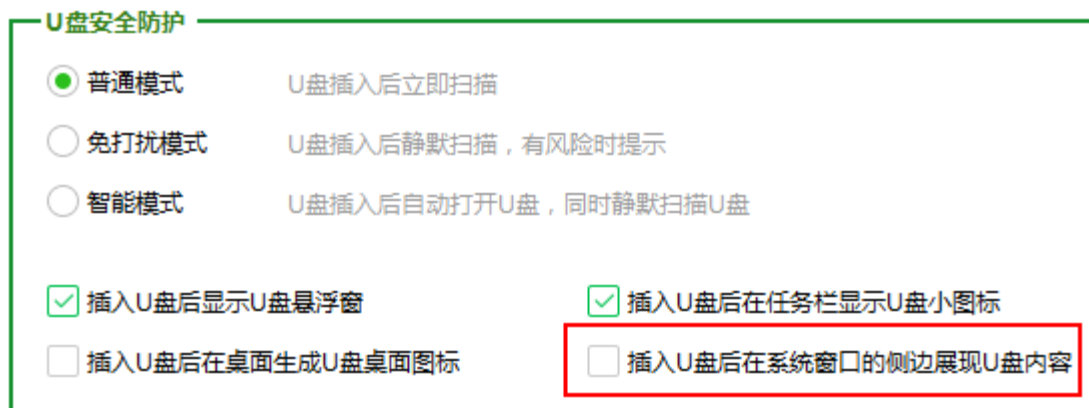 U盘安全防护
普通模式 U盘插入后立即扫描
免打扰模式 U盘插入后静默扫描，有风险时提示
智能模式 U盘插入后自动打开U盘，同时静默扫描U盘
插入U盘后显示U盘悬浮窗 插入U盘后在任务栏显示U盘小图标
插入U盘后在桌面生成U盘桌面图标 插入U盘后在系统窗口的侧边展现U盘内容